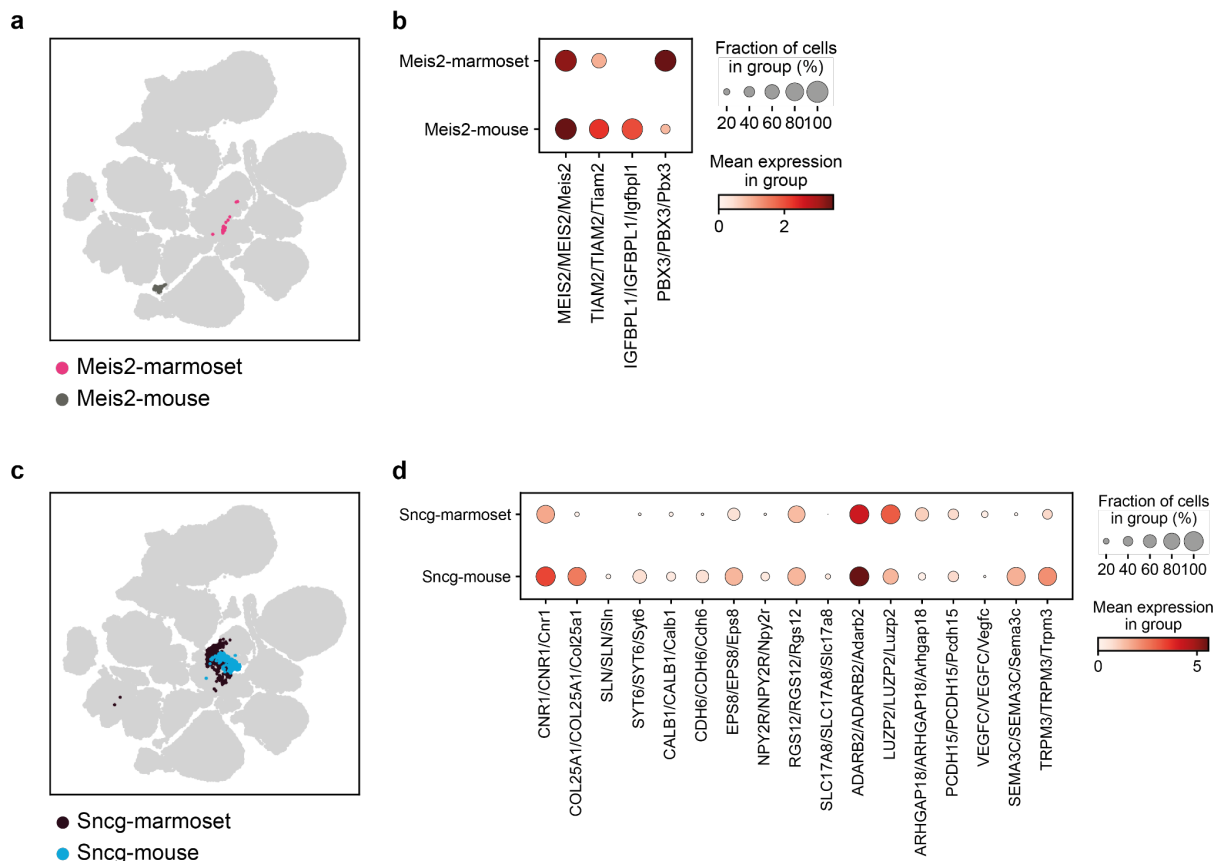 a
Meis2-marmoset
Meis2-mouse
b
Meis2-marmoset
Meis2-mouse
MEIS2/MEIS2/Meis2
TIAM2/TIAM2/Tiam2
IGFBPL1/IGFBPL1/Igfbpl1
PBX3/PBX3/Pbx3
Fraction of cells
in group (%)
20 40 60 80 100
Mean expression
in group
0 2
c
Sncg-marmoset
Sncg-mouse
d
Sncg-marmoset
Sncg-mouse
CNR1/CNR1/Cnr1
COL25A1/COL25A1/Col25a1
SLN/SLN/Sln
SYT6/SYT6/Syt6
CALB1/CALB1/Calb1
CDH6/CDH6/Cdh6
EPS8/EPS8/Eps8
NPY2R/NPY2R/Npy2r
RGS12/RGS12/Rgs12
SLC17A8/SLC17A8/Slc17a8
ADARB2/ADARB2/Adarb2
LUZP2/LUZP2/Luzp2
ARHGAP18/ARHGAP18/Arhgap18
PCDH15/PCDH15/Pcdh15
VEGFC/VEGFC/Vegfc
SEMA3C/SEMA3C/Sema3c
TRPM3/TRPM3/Trpm3
Fraction of cells
in group (%)
20 40 60 80 100
Mean expression
in group
0 5